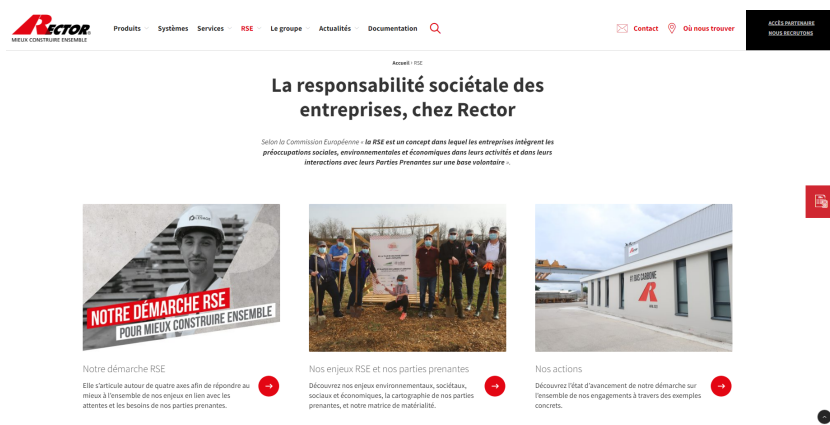 RECTOR
MIEUX CONSTRUIRE ENSEMBLE
Produits Systèmes Services RSE Le groupe Actualités Documentation
Contact Où nous trouver
ACCÈS PARTENAIRE
NOUS RECRUTONS
Accueil › RSE
La responsabilité sociétale des
entreprises, chez Rector
Selon la Commission Européenne « la RSE est un concept dans lequel les entreprises intègrent les
préoccupations sociales, environnementales et économiques dans leurs activités et dans leurs
interactions avec leurs Parties Prenantes sur une base volontaire ».
NOTRE DÉMARCHE RSE
POUR MIEUX CONSTRUIRE ENSEMBLE
BAS CARBONE
Notre démarche RSE
Elle s'articule autour de quatre axes afin de répondre au
mieux à l'ensemble de nos enjeux en lien avec les
attentes et les besoins de nos parties prenantes.
Nos enjeux RSE et nos parties prenantes
Découvrez nos enjeux environnementaux, sociétaux,
sociaux et économiques, la cartographie de nos parties
prenantes, et notre matrice de matérialité.
Nos actions
Découvrez l'état d'avancement de notre démarche sur
l'ensemble de nos engagements à travers des exemples
concrets.